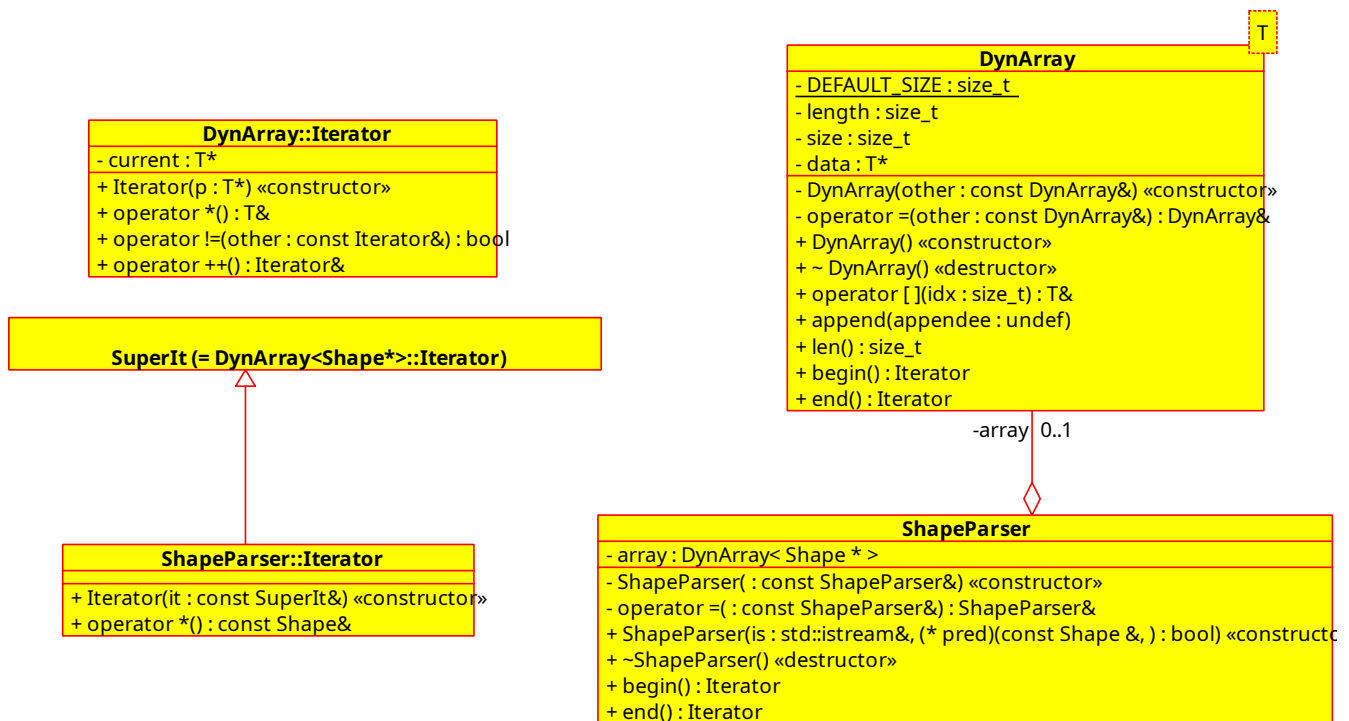 DynArray::Iterator
- current : T*
+ Iterator(p : T*) «constructor»
+ operator *() : T&
+ operator !=(other : const Iterator&) : bool
+ operator ++() : Iterator&
SuperIt (= DynArray<Shape*>::Iterator)
ShapeParser::Iterator
+ Iterator(it : const SuperIt&) «constructor»
+ operator *() : const Shape&
T
DynArray
- DEFAULT_SIZE : size_t
- length : size_t
- size : size_t
- data : T*
- DynArray(other : const DynArray&) «constructor»
- operator =(other : const DynArray&) : DynArray&
+ DynArray() «constructor»
+ ~ DynArray() «destructor»
+ operator [ ](idx : size_t) : T&
+ append(appendee : undef)
+ len() : size_t
+ begin() : Iterator
+ end() : Iterator
-array 0..1
ShapeParser
- array : DynArray< Shape * >
- ShapeParser( : const ShapeParser&) «constructor»
- operator =( : const ShapeParser&) : ShapeParser&
+ ShapeParser(is : std::istream&, (* pred)(const Shape &, ) : bool) «constructo
+ ~ShapeParser() «destructor»
+ begin() : Iterator
+ end() : Iterator